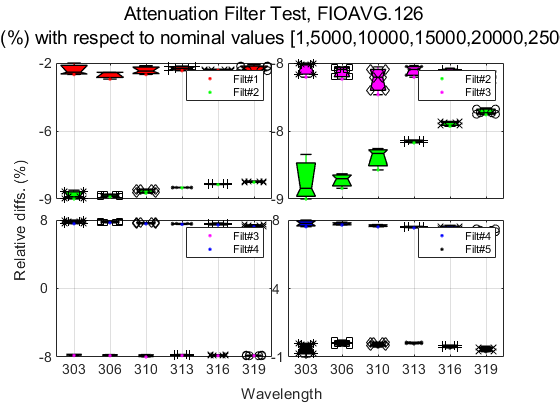 Attenuation Filter Test, FIOAVG.126
(%) with respect to nominal values [1,5000,10000,15000,20000,250
-2
-6
-9
Filt#1
Filt#2
-8
-8
-9
Filt#2
Filt#3
Relative diffs. (%)
8
0
-8
Filt#3
Filt#4
8
4
-1
Filt#4
Filt#5
303 306 310 313 316 319
303 306 310 313 316 319
Wavelength